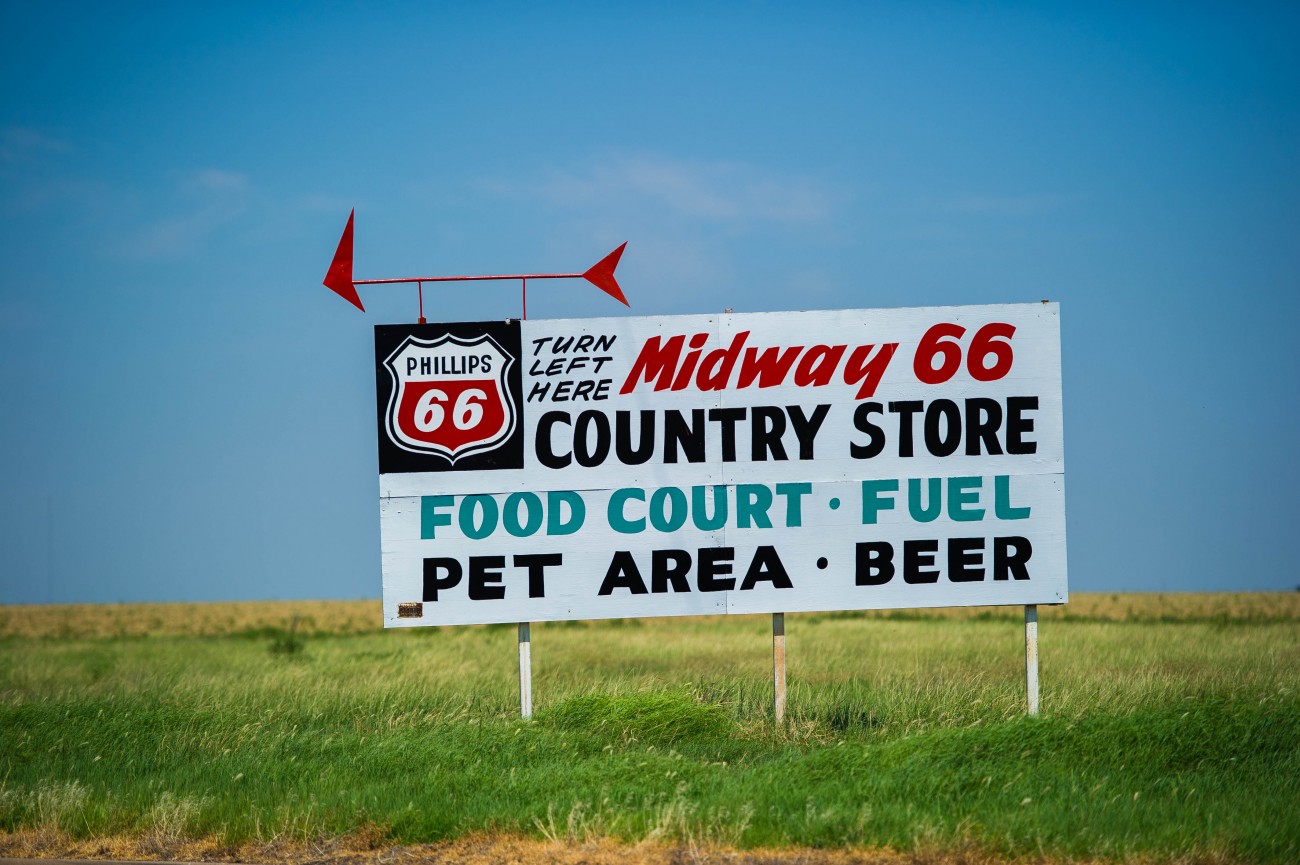 PHILLIPS
66
TURN
LEFT
HERE
Midway 66
COUNTRY STORE
FOOD COURT · FUEL
PET AREA · BEER